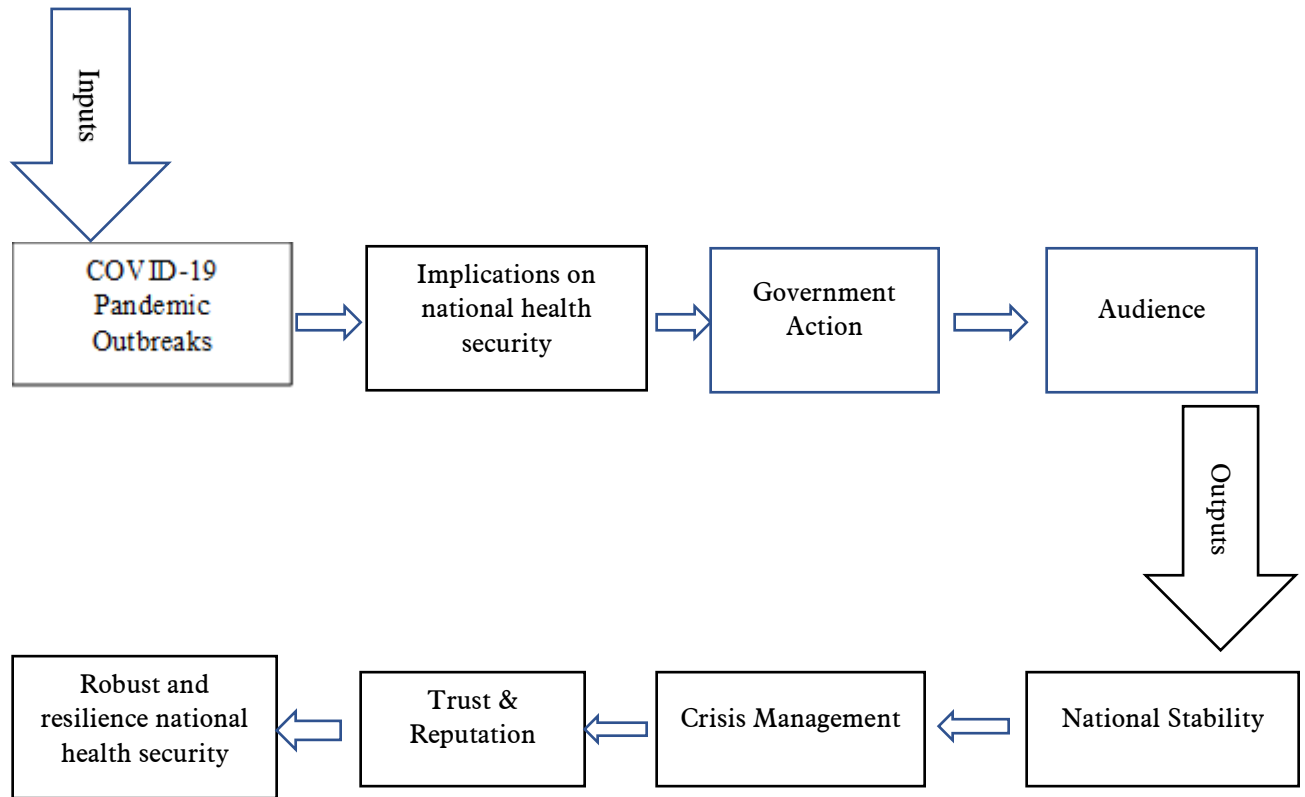 Inputs
COVID-19
Pandemic
Outbreaks
Implications on
national health
security
Government
Action
Audience
Outputs
Robust and
resilience national
health security
Trust &
Reputation
Crisis Management
National Stability